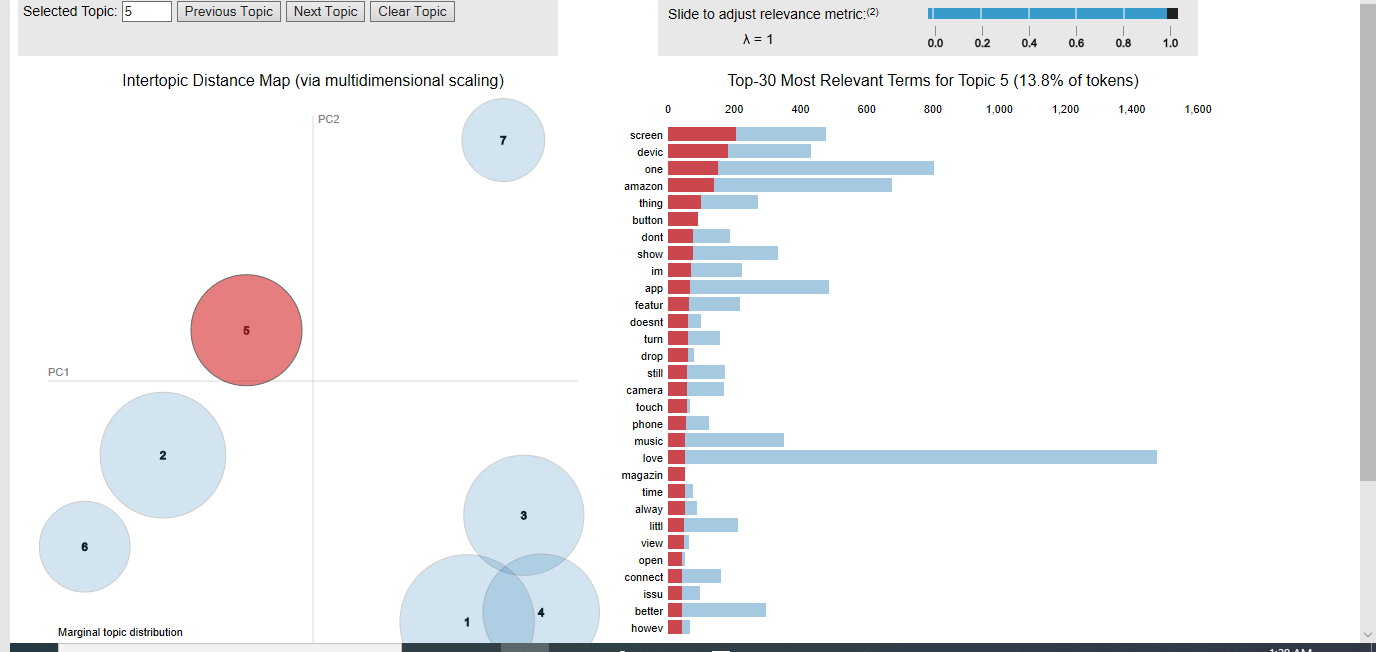 Selected Topic: 5 Previous Topic Next Topic Clear Topic
Slide to adjust relevance metric:(2)
λ = 1
0.0 0.2 0.4 0.6 0.8 1.0
Intertopic Distance Map (via multidimensional scaling)
PC2
PC1
7
5
2
6
3
1
4
Marginal topic distribution
Top-30 Most Relevant Terms for Topic 5 (13.8% of tokens)
0 200 400 600 800 1,000 1,200 1,400 1,600
screen
devic
one
amazon
thing
button
dont
show
im
app
featur
doesnt
turn
drop
still
camera
touch
phone
music
love
magazin
time
alway
littl
view
open
connect
issu
better
howev